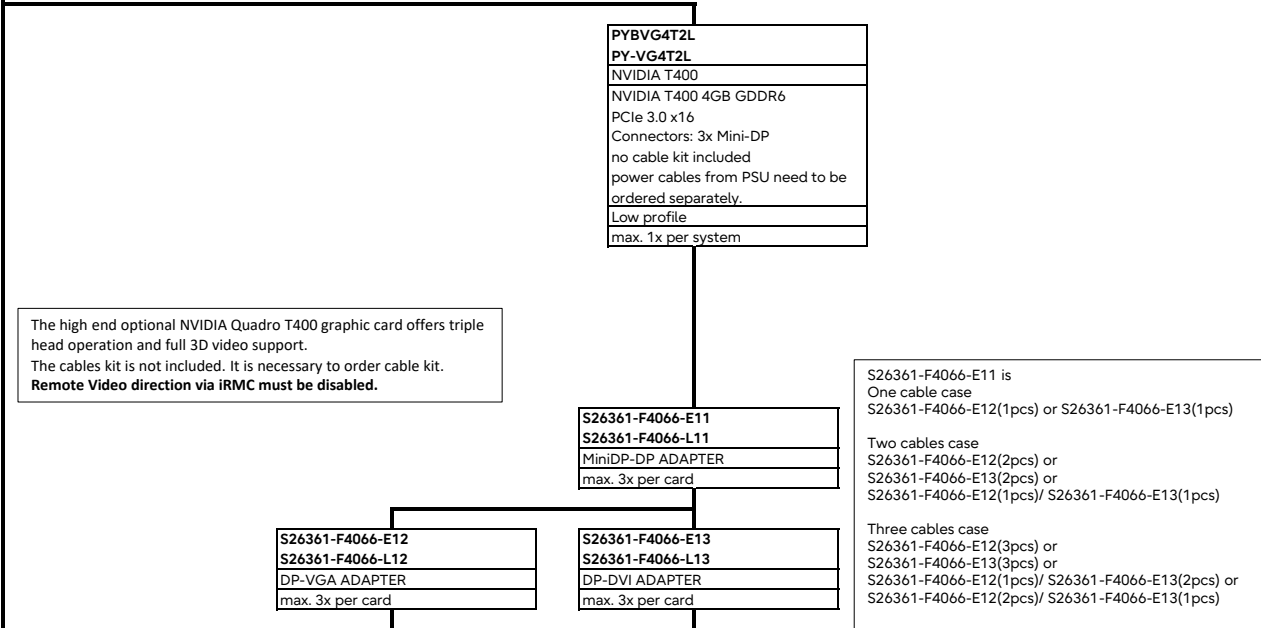 PYBVG4T2L
PY-VG4T2L
NVIDIA T400
NVIDIA T400 4GB GDDR6
PCIe 3.0 x16
Connectors: 3x Mini-DP
no cable kit included
power cables from PSU need to be
ordered separately.
Low profile
max. 1x per system
The high end optional NVIDIA Quadro T400 graphic card offers triple
head operation and full 3D video support.
The cables kit is not included. It is necessary to order cable kit.
Remote Video direction via iRMC must be disabled.
S26361-F4066-E11
S26361-F4066-L11
MiniDP-DP ADAPTER
max. 3x per card
S26361-F4066-E11 is
One cable case
S26361-F4066-E12(1pcs) or S26361-F4066-E13(1pcs)
Two cables case
S26361-F4066-E12(2pcs) or
S26361-F4066-E13(2pcs) or
S26361-F4066-E12(1pcs)/ S26361-F4066-E13(1pcs)
Three cables case
S26361-F4066-E12(3pcs) or
S26361-F4066-E13(3pcs) or
S26361-F4066-E12(1pcs)/ S26361-F4066-E13(2pcs) or
S26361-F4066-E12(2pcs)/ S26361-F4066-E13(1pcs)
S26361-F4066-E12
S26361-F4066-L12
DP-VGA ADAPTER
max. 3x per card
S26361-F4066-E13
S26361-F4066-L13
DP-DVI ADAPTER
max. 3x per card